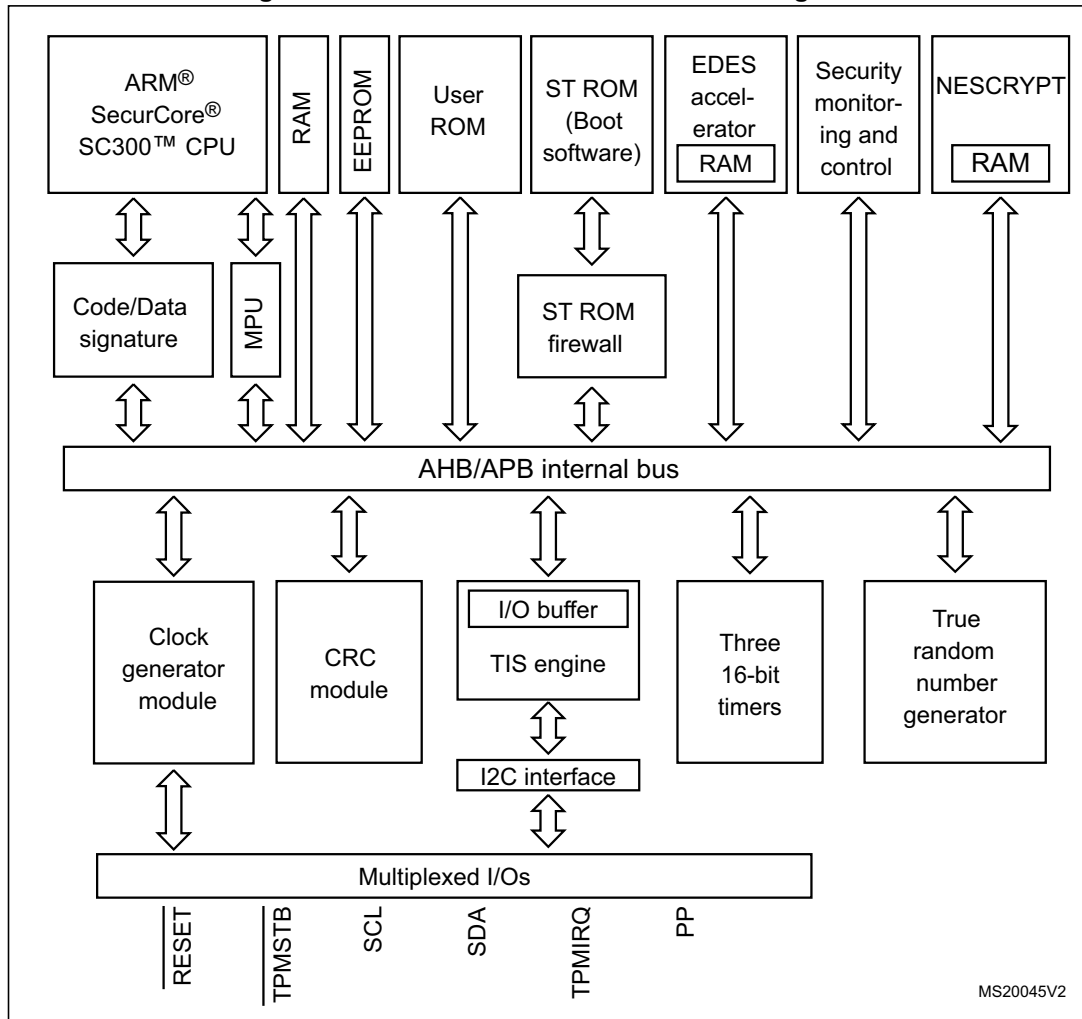 ARM®
SecurCore®
SC300™ CPU
RAM
EEPROM
User
ROM
ST ROM
(Boot
software)
EDES
accel-
erator
RAM
Security
monitor-
ing and
control
NESCRYPT
RAM
Code/Data
signature
MPU
ST ROM
firewall
AHB/APB internal bus
Clock
generator
module
CRC
module
I/O buffer
TIS engine
Three
16-bit
timers
True
random
number
generator
I2C interface
Multiplexed I/Os
RESET
TPMSTB
SCL
SDA
TPMIRQ
PP
MS20045V2